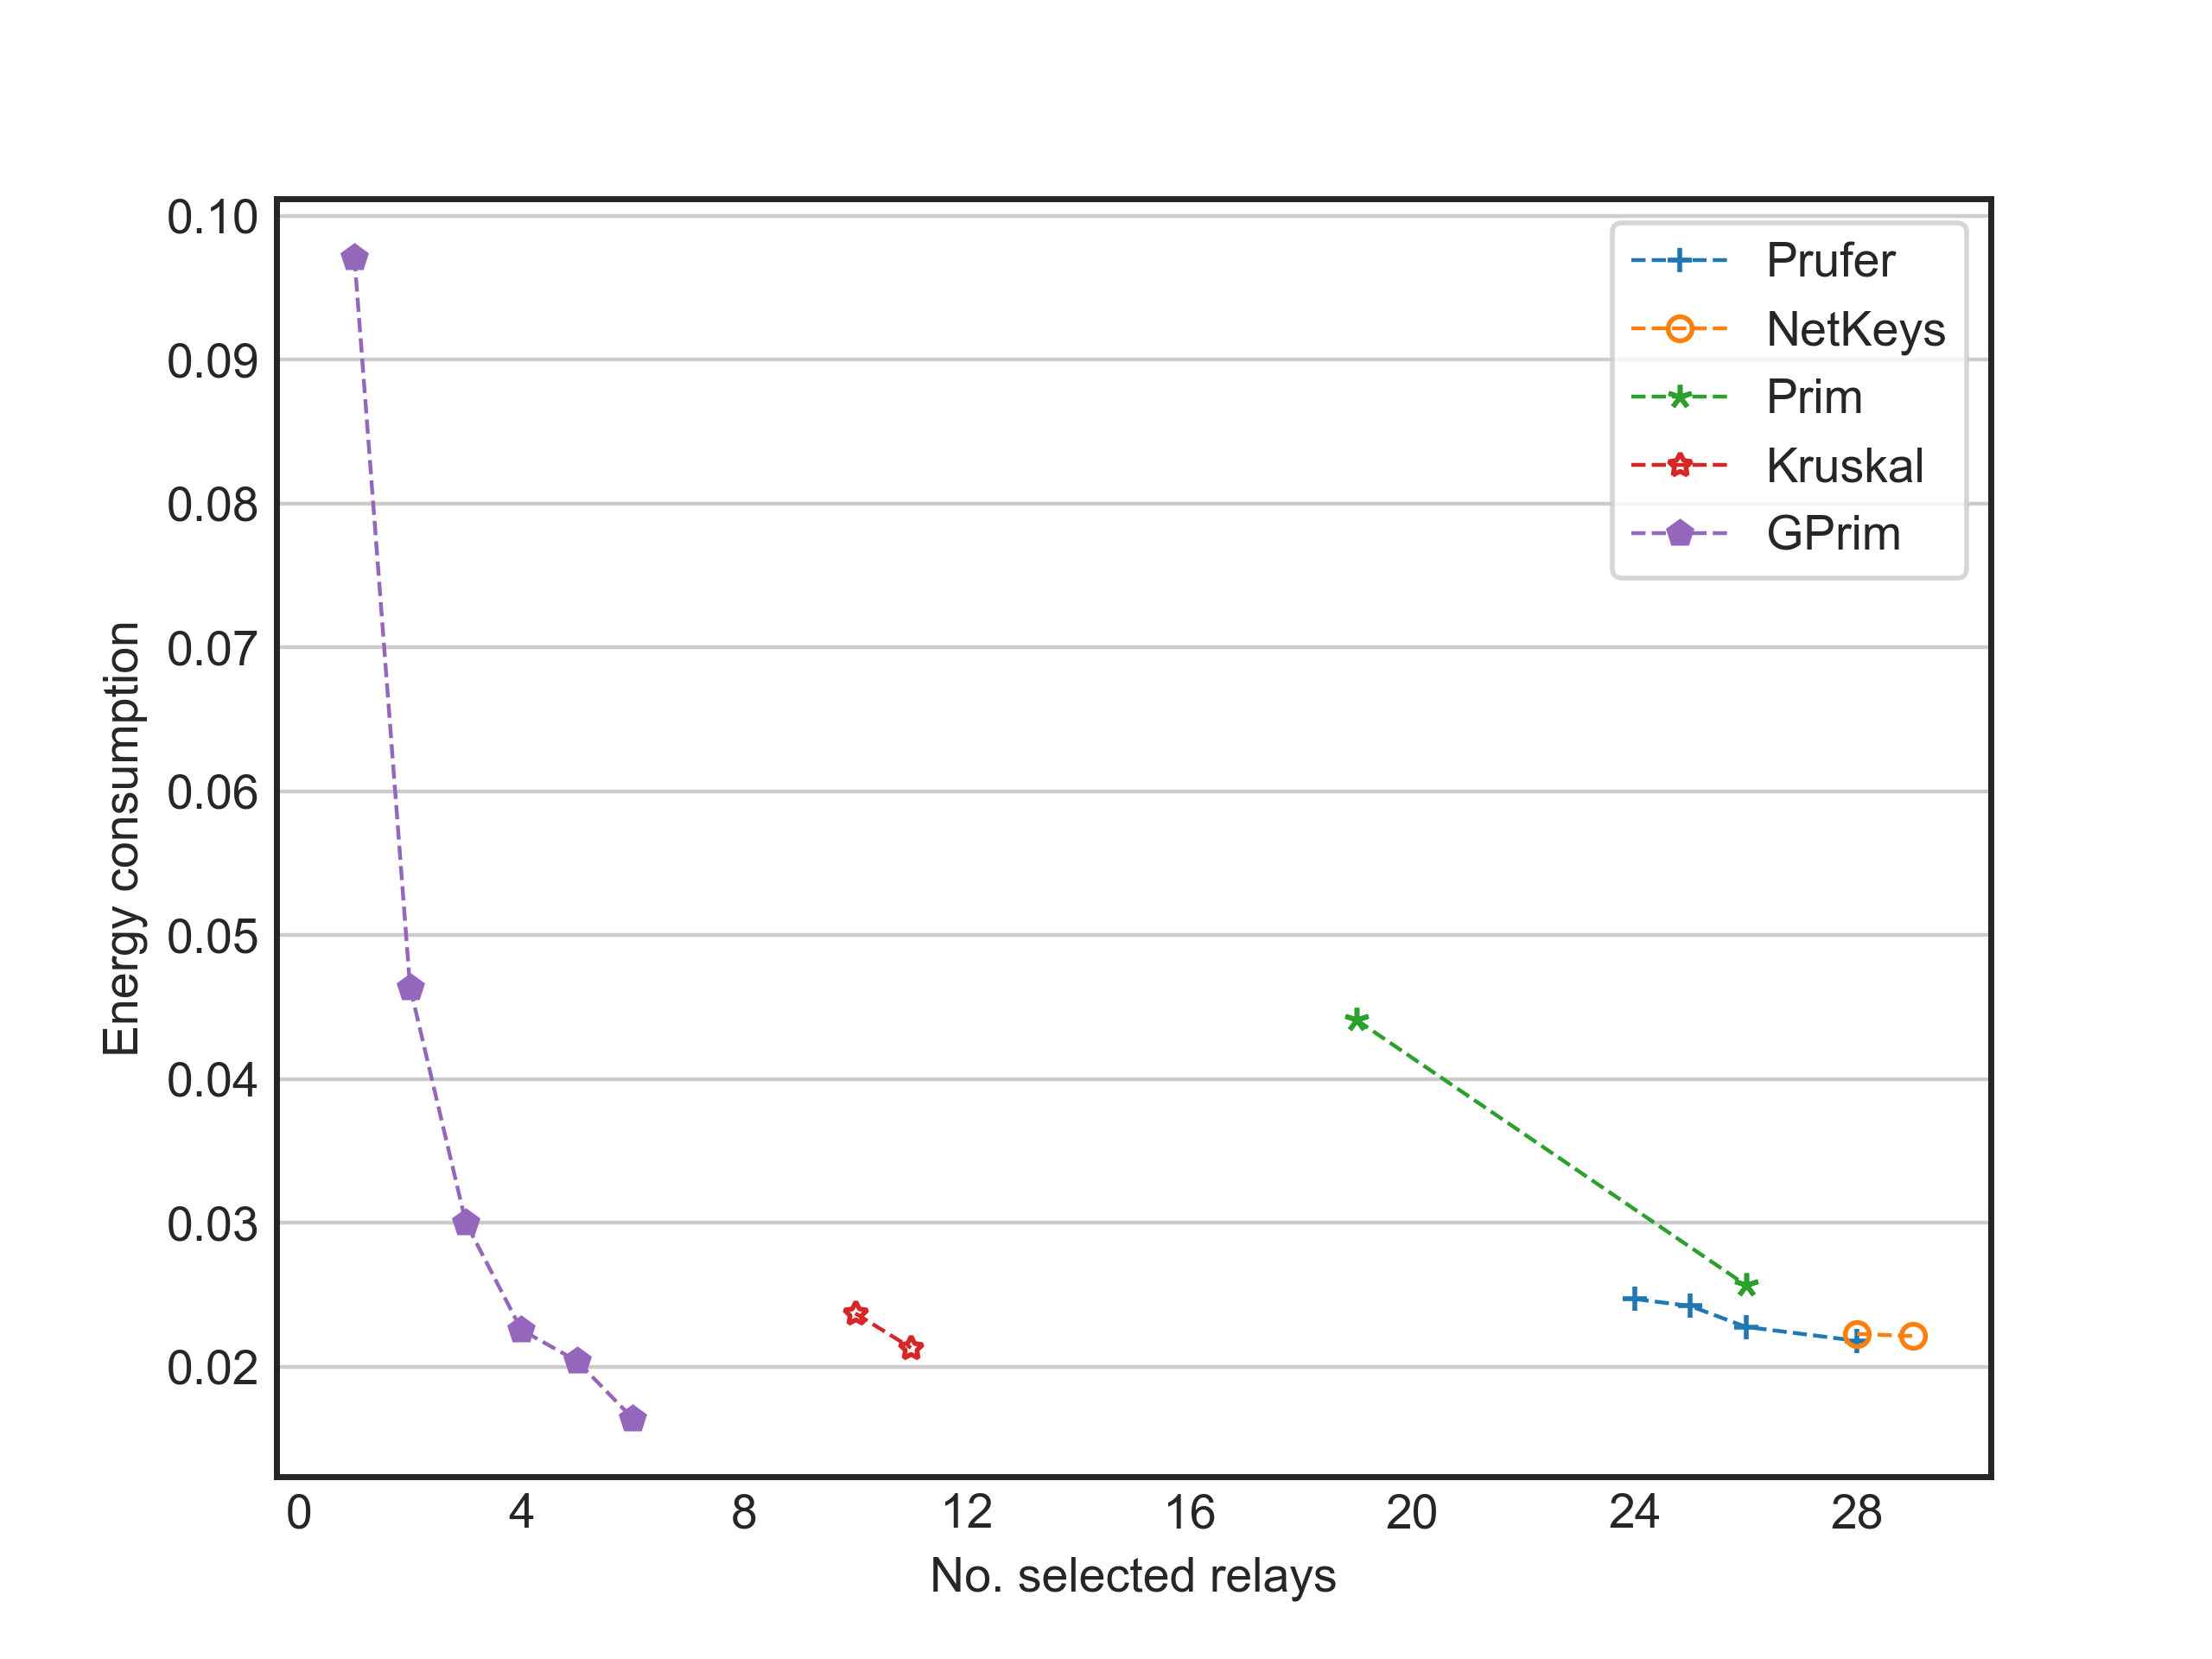 0.10
0.09
0.08
0.07
0.06
0.05
0.04
0.03
0.02
Energy consumption
Prufer
NetKeys
Prim
Kruskal
GPrim
0 4 8 12 16 20 24 28
No. selected relays